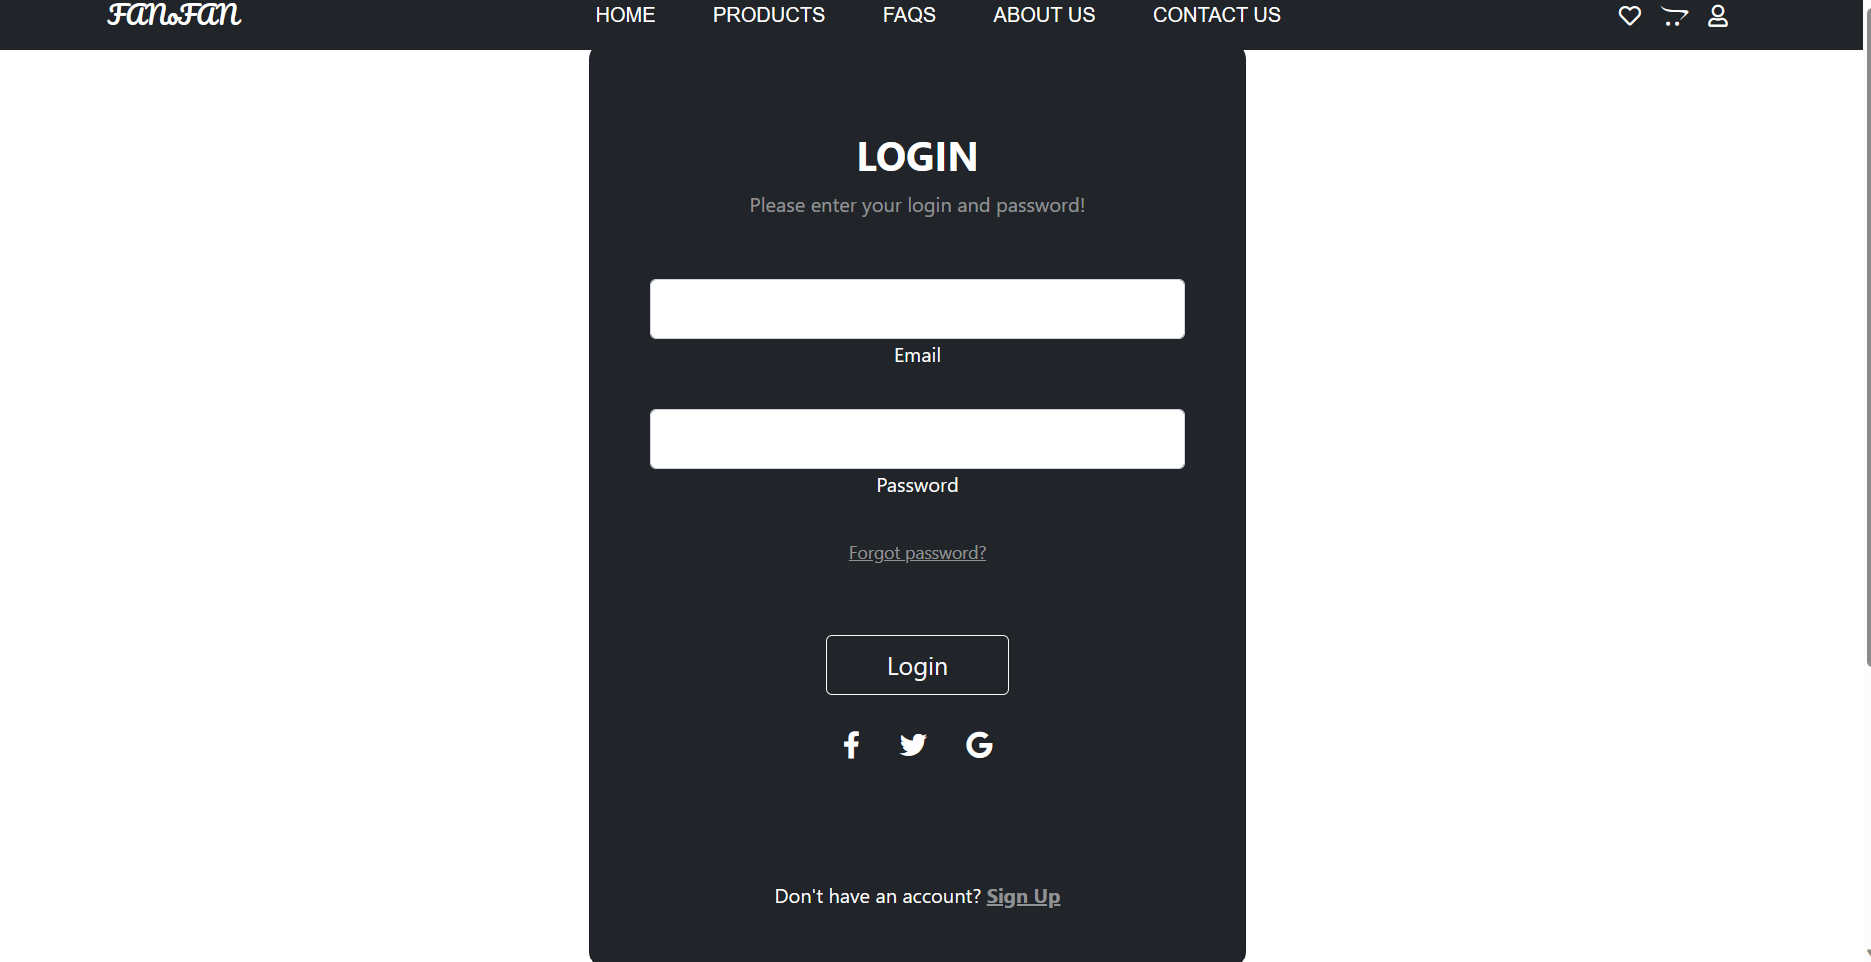 FANoFAN HOME PRODUCTS FAQS ABOUT US CONTACT US
LOGIN
Please enter your login and password!
Email
Password
Forgot password?
Login
Don't have an account? Sign Up